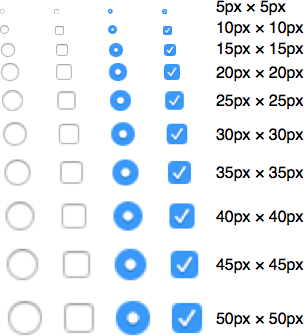 5px × 5px
10px × 10px
15px × 15px
20px × 20px
25px × 25px
30px × 30px
35px × 35px
40px × 40px
45px × 45px
50px × 50px